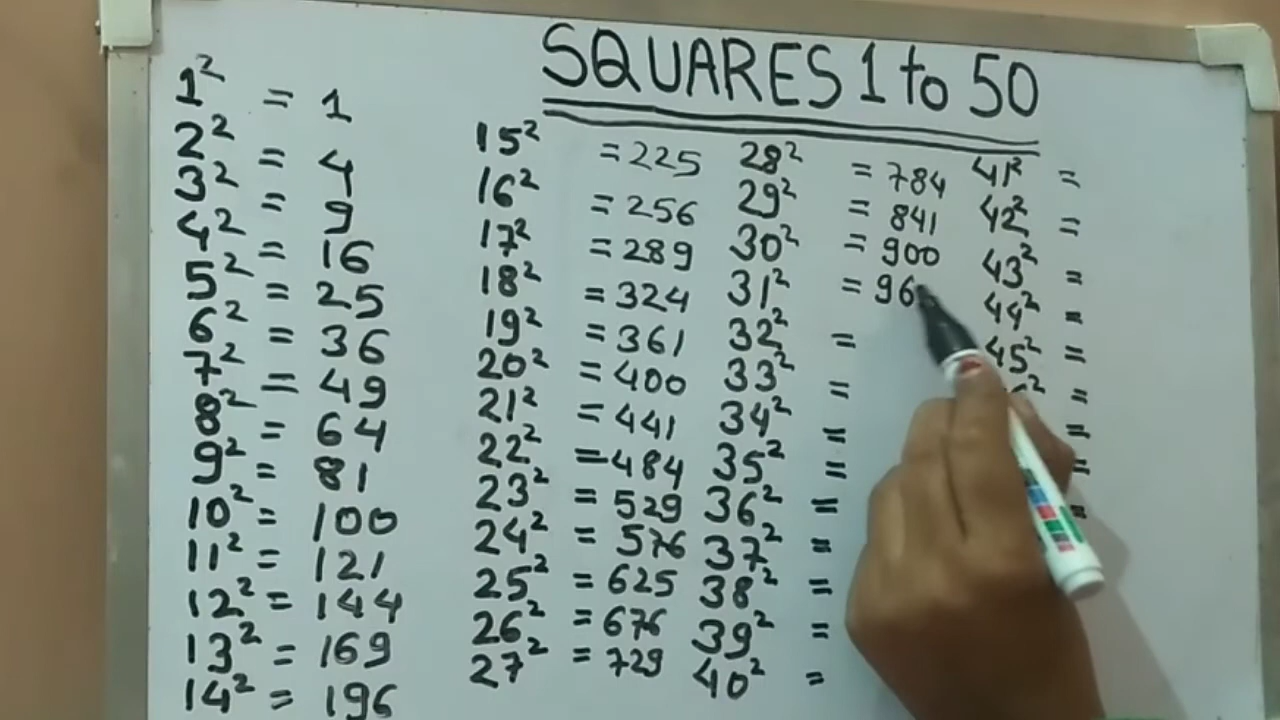 SQUARES 1 to 50
1² = 1
2² = 4
3² = 9
4² = 16
5² = 25
6² = 36
7² = 49
8² = 64
9² = 81
10² = 100
11² = 121
12² = 144
13² = 169
14² = 196
15² = 225
16² = 256
17² = 289
18² = 324
19² = 361
20² = 400
21² = 441
22² = 484
23² = 529
24² = 576
25² = 625
26² = 676
27² = 729
28² = 784
29² = 841
30² = 900
31² = 96
32² =
33² =
34² =
35² =
36² =
37² =
38² =
39² =
40² =
41² =
42² =
43² =
44² =
45² =
=
=
=
=